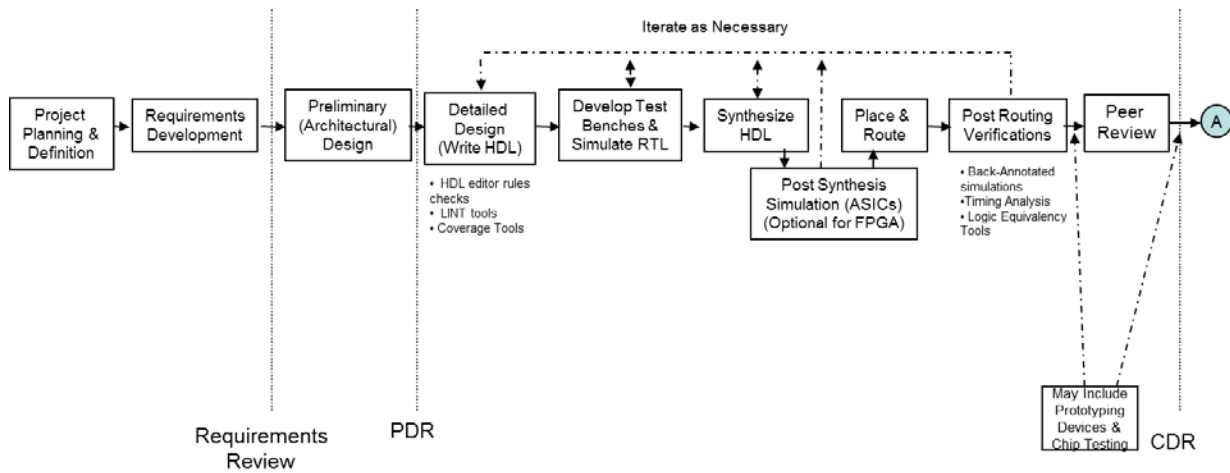 Iterate as Necessary
Project
Planning &
Definition
Requirements
Development
Preliminary
(Architectural)
Design
Detailed
Design
(Write HDL)
Develop Test
Benches &
Simulate RTL
Synthesize
HDL
Place &
Route
Post Routing
Verifications
Peer
Review
A
• HDL editor rules
checks
• LINT tools
• Coverage Tools
Post Synthesis
Simulation (ASICs)
(Optional for FPGA)
• Back-Annotated
simulations
•Timing Analysis
• Logic Equivalency
Tools
May Include
Prototyping
Devices &
Chip Testing
Requirements
Review
PDR
CDR